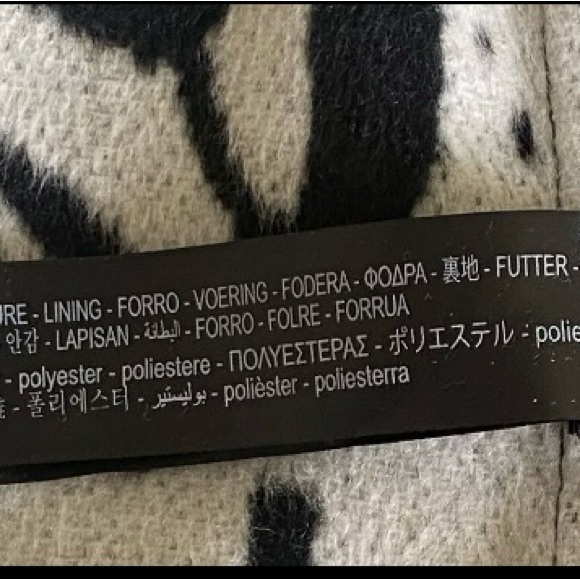 URE - LINING - FORRO - VOERING - FODERA - ΦΟΔΡΑ - 裏地 - FUTTER -
안감 - LAPISAN - البطانة - FORRO - FOLRE - FORRUA
- polyester - poliestere - ΠΟΛΥΕΣΤΕΡΑΣ - ポリエステル - polie
- 폴리에스터 - بوليستير - polièster - poliesterra